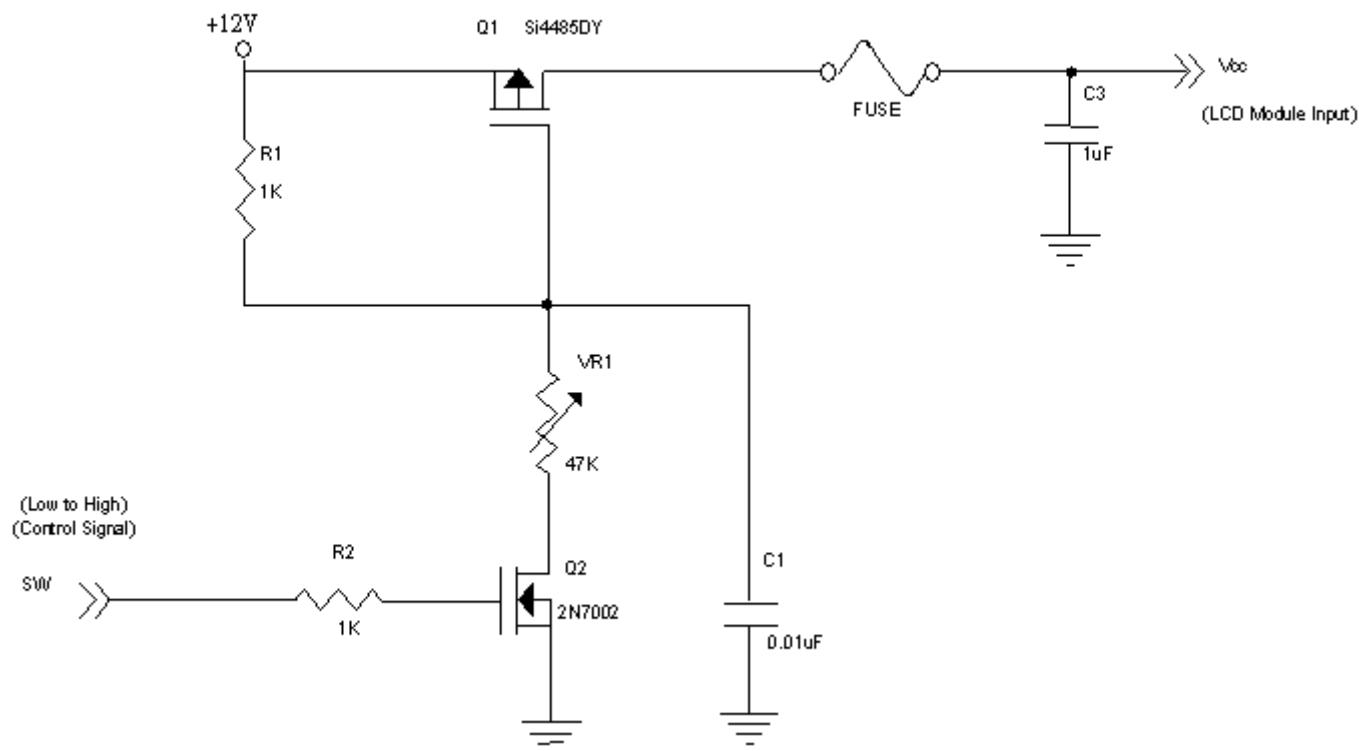 +12V
Q1 Si4485DY
FUSE
Vcc
(LCD Module Input)
C3
1uF
R1
1K
VR1
47K
(Low to High)
(Control Signal)
SW
R2
1K
Q2
2N7002
C1
0.01uF